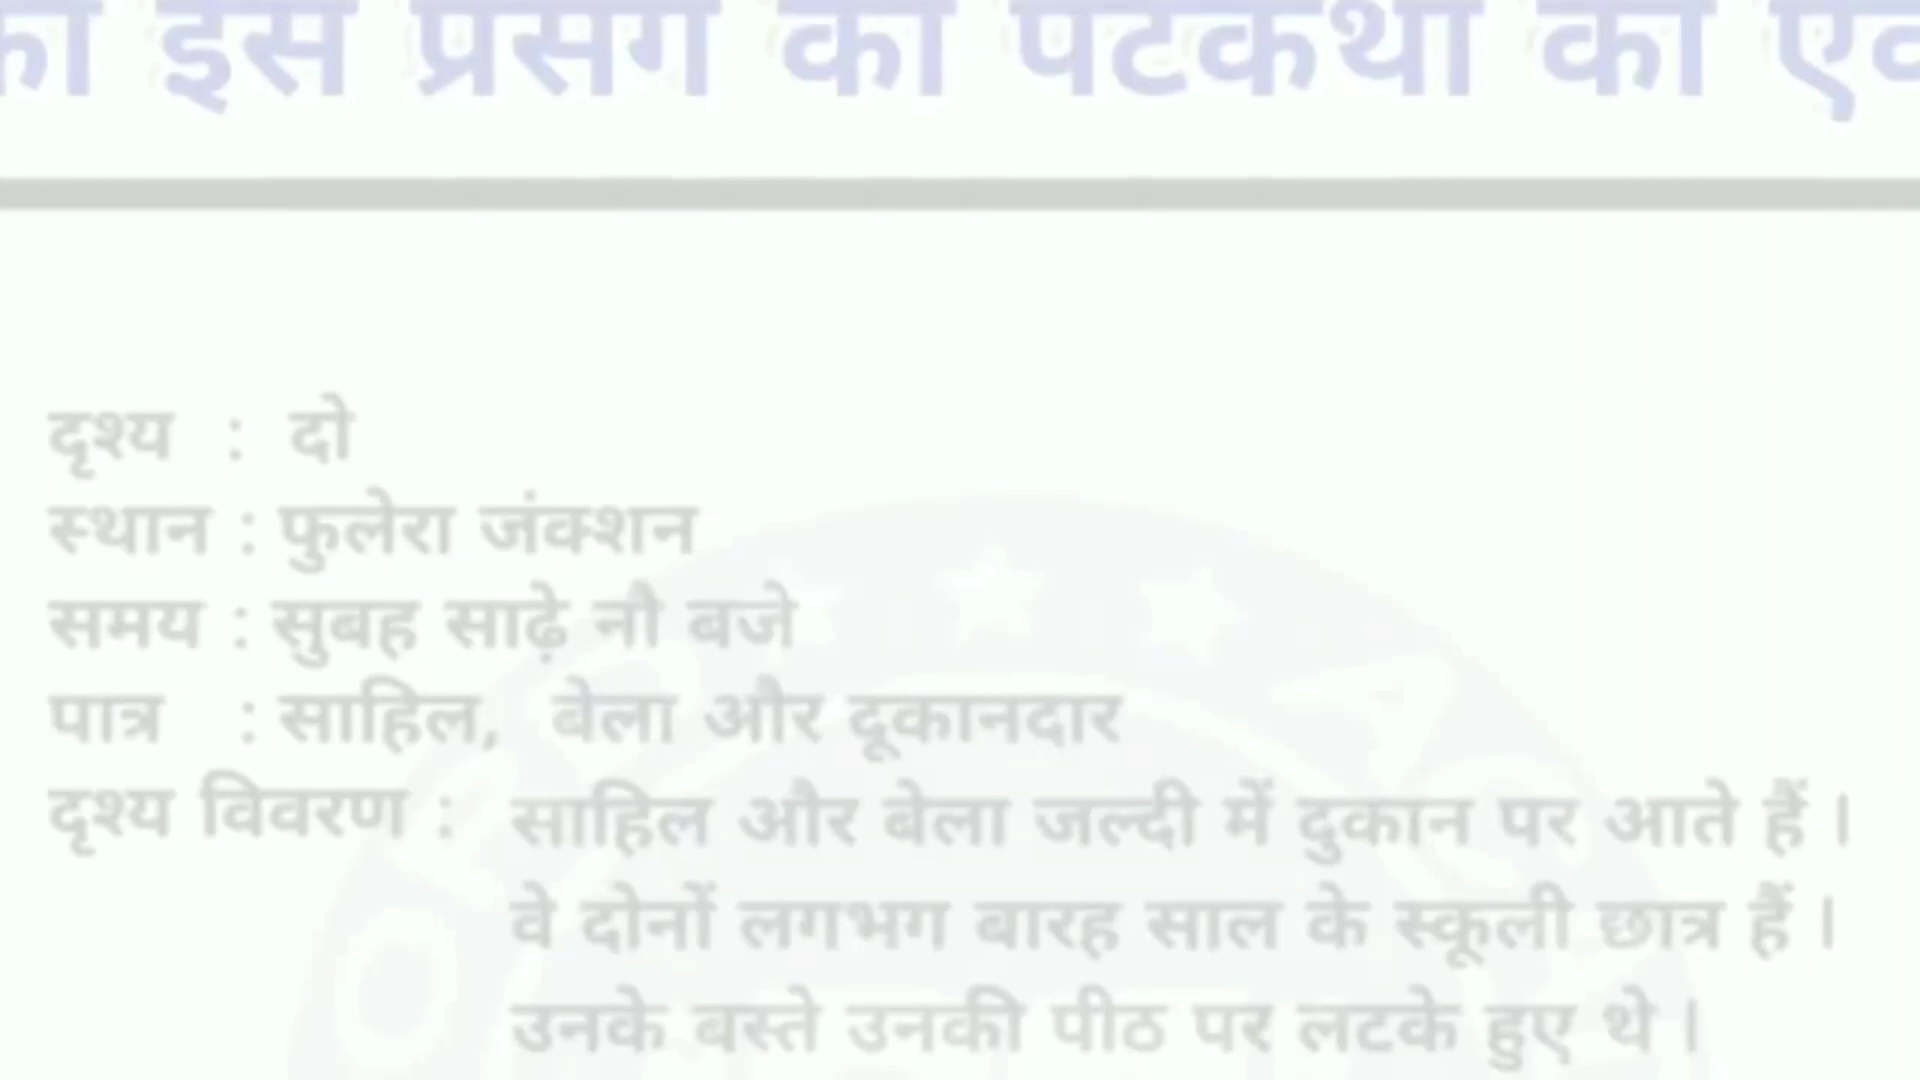 इस प्रसंग की पटकथा का
दृश्य : दो
स्थान : फुलेरा जंक्शन
समय : सुबह साढ़े नौ बजे
पात्र : साहिल, बेला और दूकानदार
दृश्य विवरण : साहिल और बेला जल्दी में दुकान पर आते हैं ।
वे दोनों लगभग बारह साल के स्कूली छात्र हैं ।
उनके बस्ते उनकी पीठ पर लटके हुए थे ।